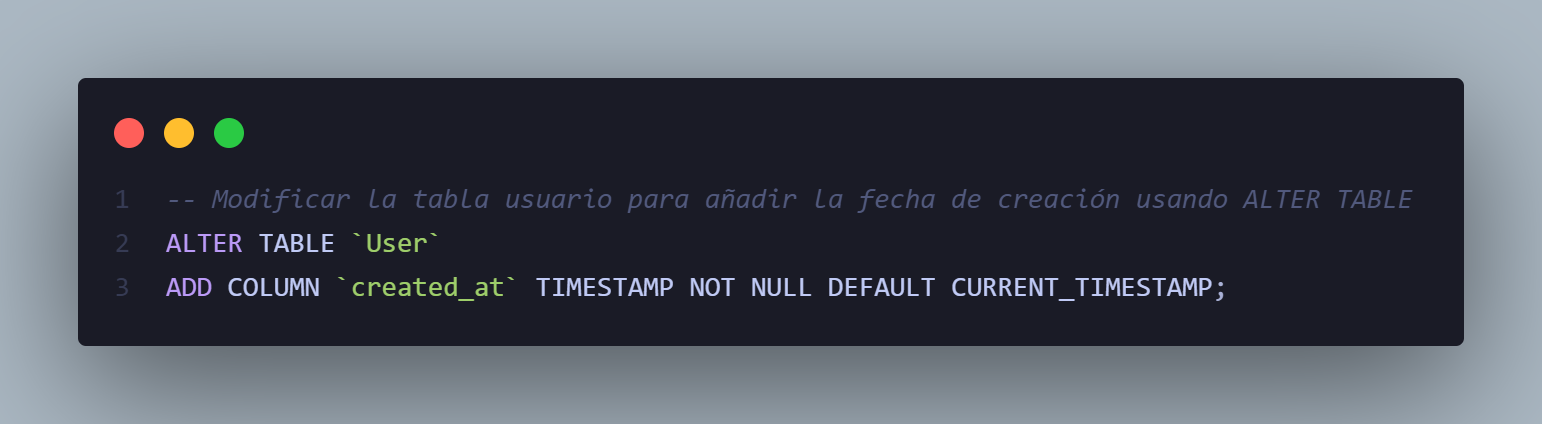 1 -- Modificar la tabla usuario para añadir la fecha de creación usando ALTER TABLE
2 ALTER TABLE `User`
3 ADD COLUMN `created_at` TIMESTAMP NOT NULL DEFAULT CURRENT_TIMESTAMP;